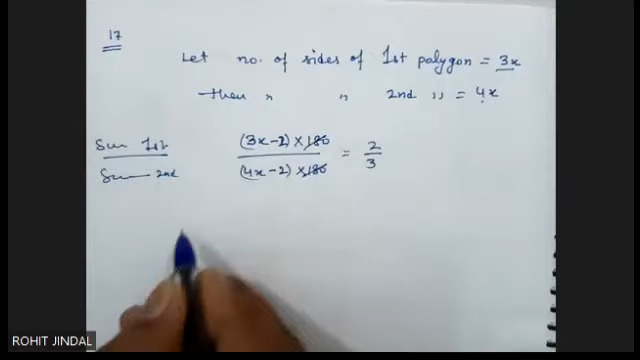 17
Let no. of sides of 1st polygon = 3x
then " " 2nd " = 4x
Sum 1st / Sum 2nd (3x-2)×180 / (4x-2)×180 = 2/3
ROHIT JINDAL